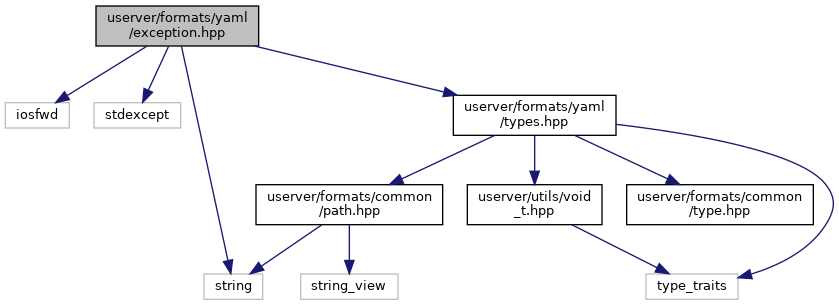 userver/formats/yaml
/exception.hpp
iosfwd
stdexcept
userver/formats/yaml
/types.hpp
userver/formats/common
/path.hpp
userver/utils/void
_t.hpp
userver/formats/common
/type.hpp
string
string_view
type_traits